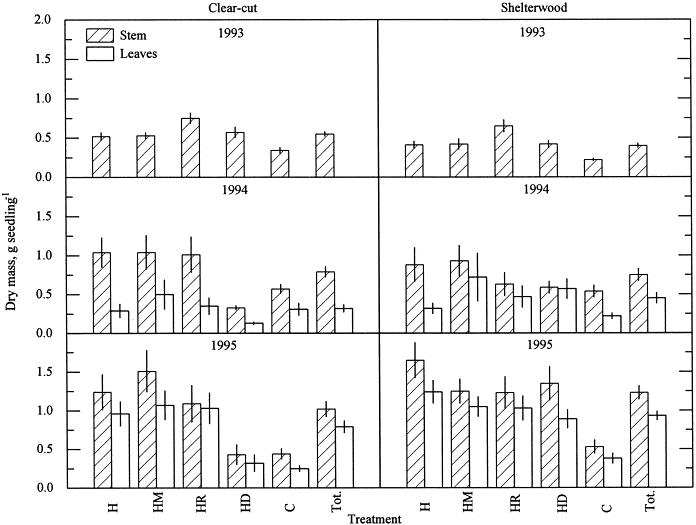 Clear-cut Shelterwood
2.0 1993 1993
Stem
Leaves
1.5
1.0
0.5
0.0
1994 1994
1.5
1.0
0.5
0.0
1995 1995
1.5
1.0
0.5
0.0
Dry mass, g seedling-1
H HM HR HD C Tot. H HM HR HD C Tot.
Treatment